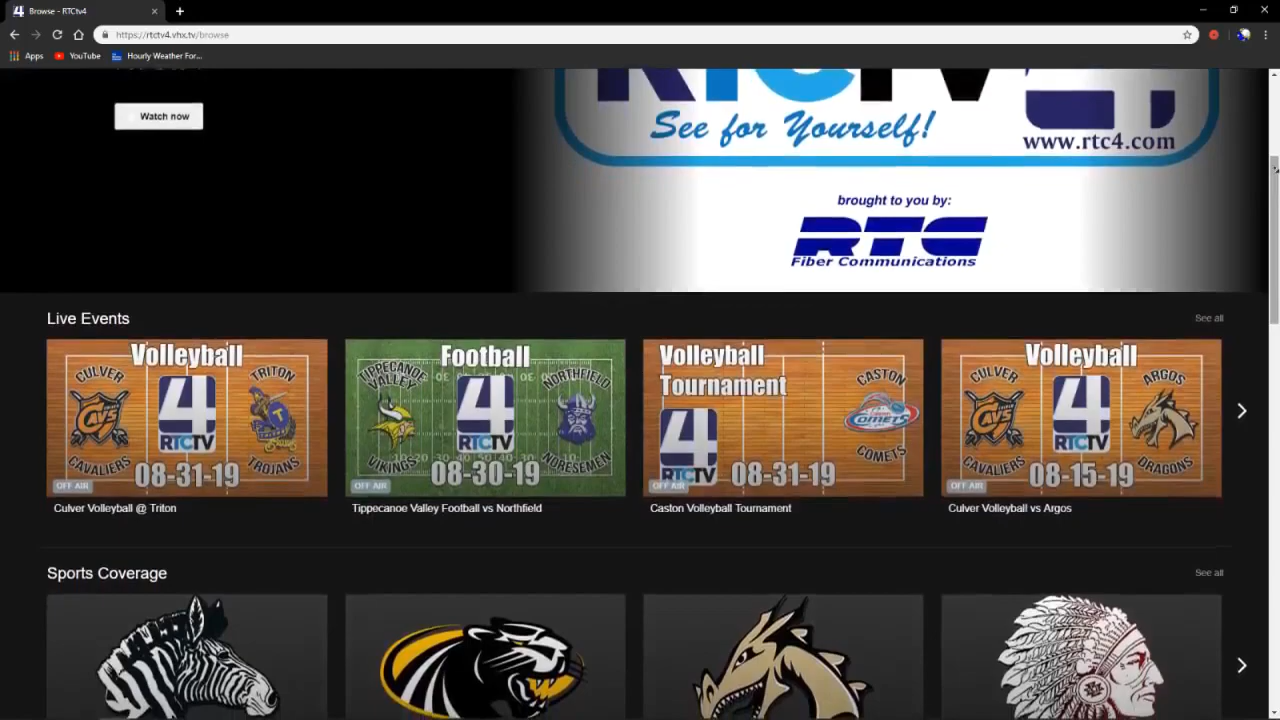 Browse - RTCtv4
https://rtctv4.vhx.tv/browse
Apps
YouTube
Hourly Weather For...
Watch now
RTCTV4
See for Yourself!
www.rtc4.com
brought to you by:
RTC
Fiber Communications
Live Events
See all
Volleyball
CULVER
CAVS
CAVALIERS
4
RTCTV
TRITON
T
TROJANS
08-31-19
OFF AIR
Culver Volleyball @ Triton
Football
TIPPECANOE VALLEY
VIKINGS
4
RTCTV
NORTHFIELD
NORSEMEN
08-30-19
OFF AIR
Tippecanoe Valley Football vs Northfield
Volleyball
Tournament
4
RTCTV
CASTON
COMETS
COMETS
08-31-19
OFF AIR
Caston Volleyball Tournament
Volleyball
CULVER
CAVS
CAVALIERS
4
RTCTV
ARGOS
DRAGONS
08-15-19
OFF AIR
Culver Volleyball vs Argos
Sports Coverage
See all